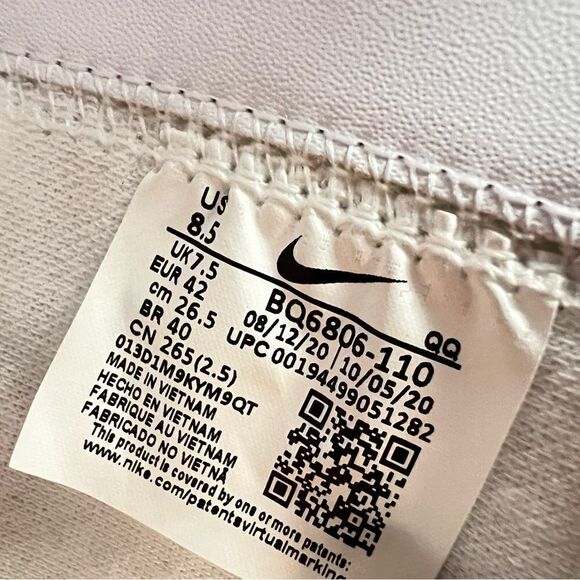 US
8.5
UK 7.5
EUR 42
cm 26.5
BR 40
CN 265(2.5)
013D1M9KYM9QT
MADE IN VIETNAM
HECHO EN VIETNAM
FABRIQUE AU VIETNAM
FABRICADO NO VIETNÃ
This product is covered by one or more patents:
www.nike.com/patentsvirtualmarking
BQ6806-110 QQ
08/12/20 | 10/05/20
UPC 00194499051282